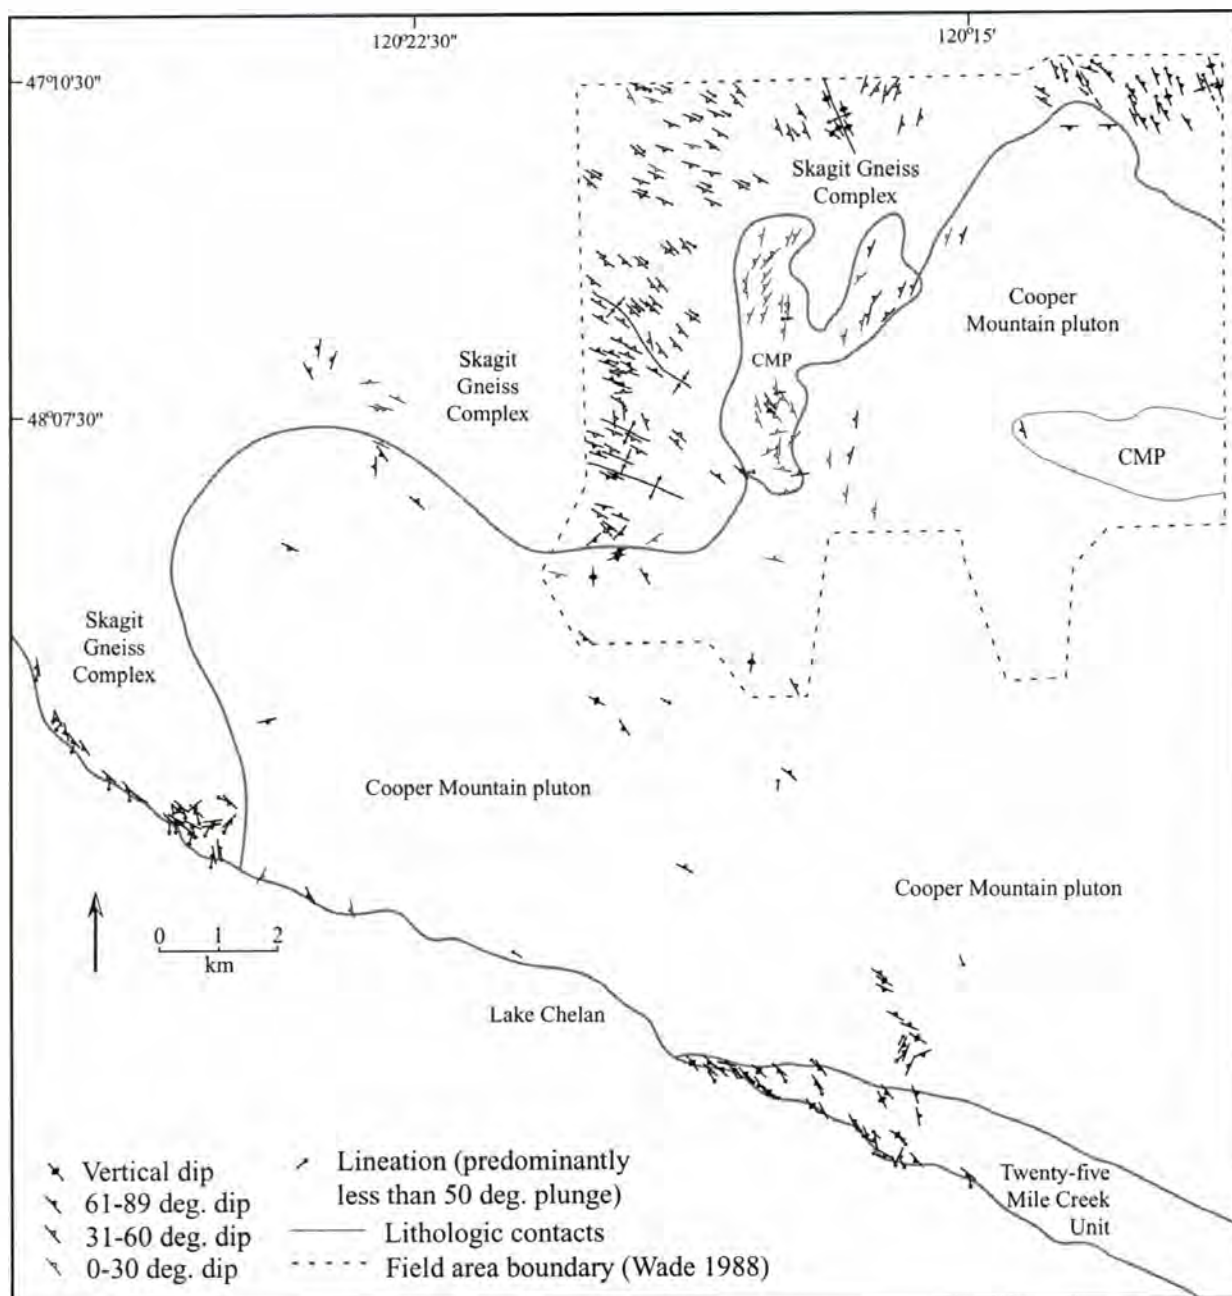 120°22'30"
120°15'
47°10'30"
Skagit Gneiss
Complex
Cooper
Mountain pluton
Skagit
Gneiss
Complex
CMP
48°07'30"
CMP
Skagit
Gneiss
Complex
Cooper Mountain pluton
Cooper Mountain pluton
0 1 2
km
Lake Chelan
Twenty-five
Mile Creek
Unit
Vertical dip
61-89 deg. dip
31-60 deg. dip
0-30 deg. dip
Lineation (predominantly
less than 50 deg. plunge)
Lithologic contacts
Field area boundary (Wade 1988)